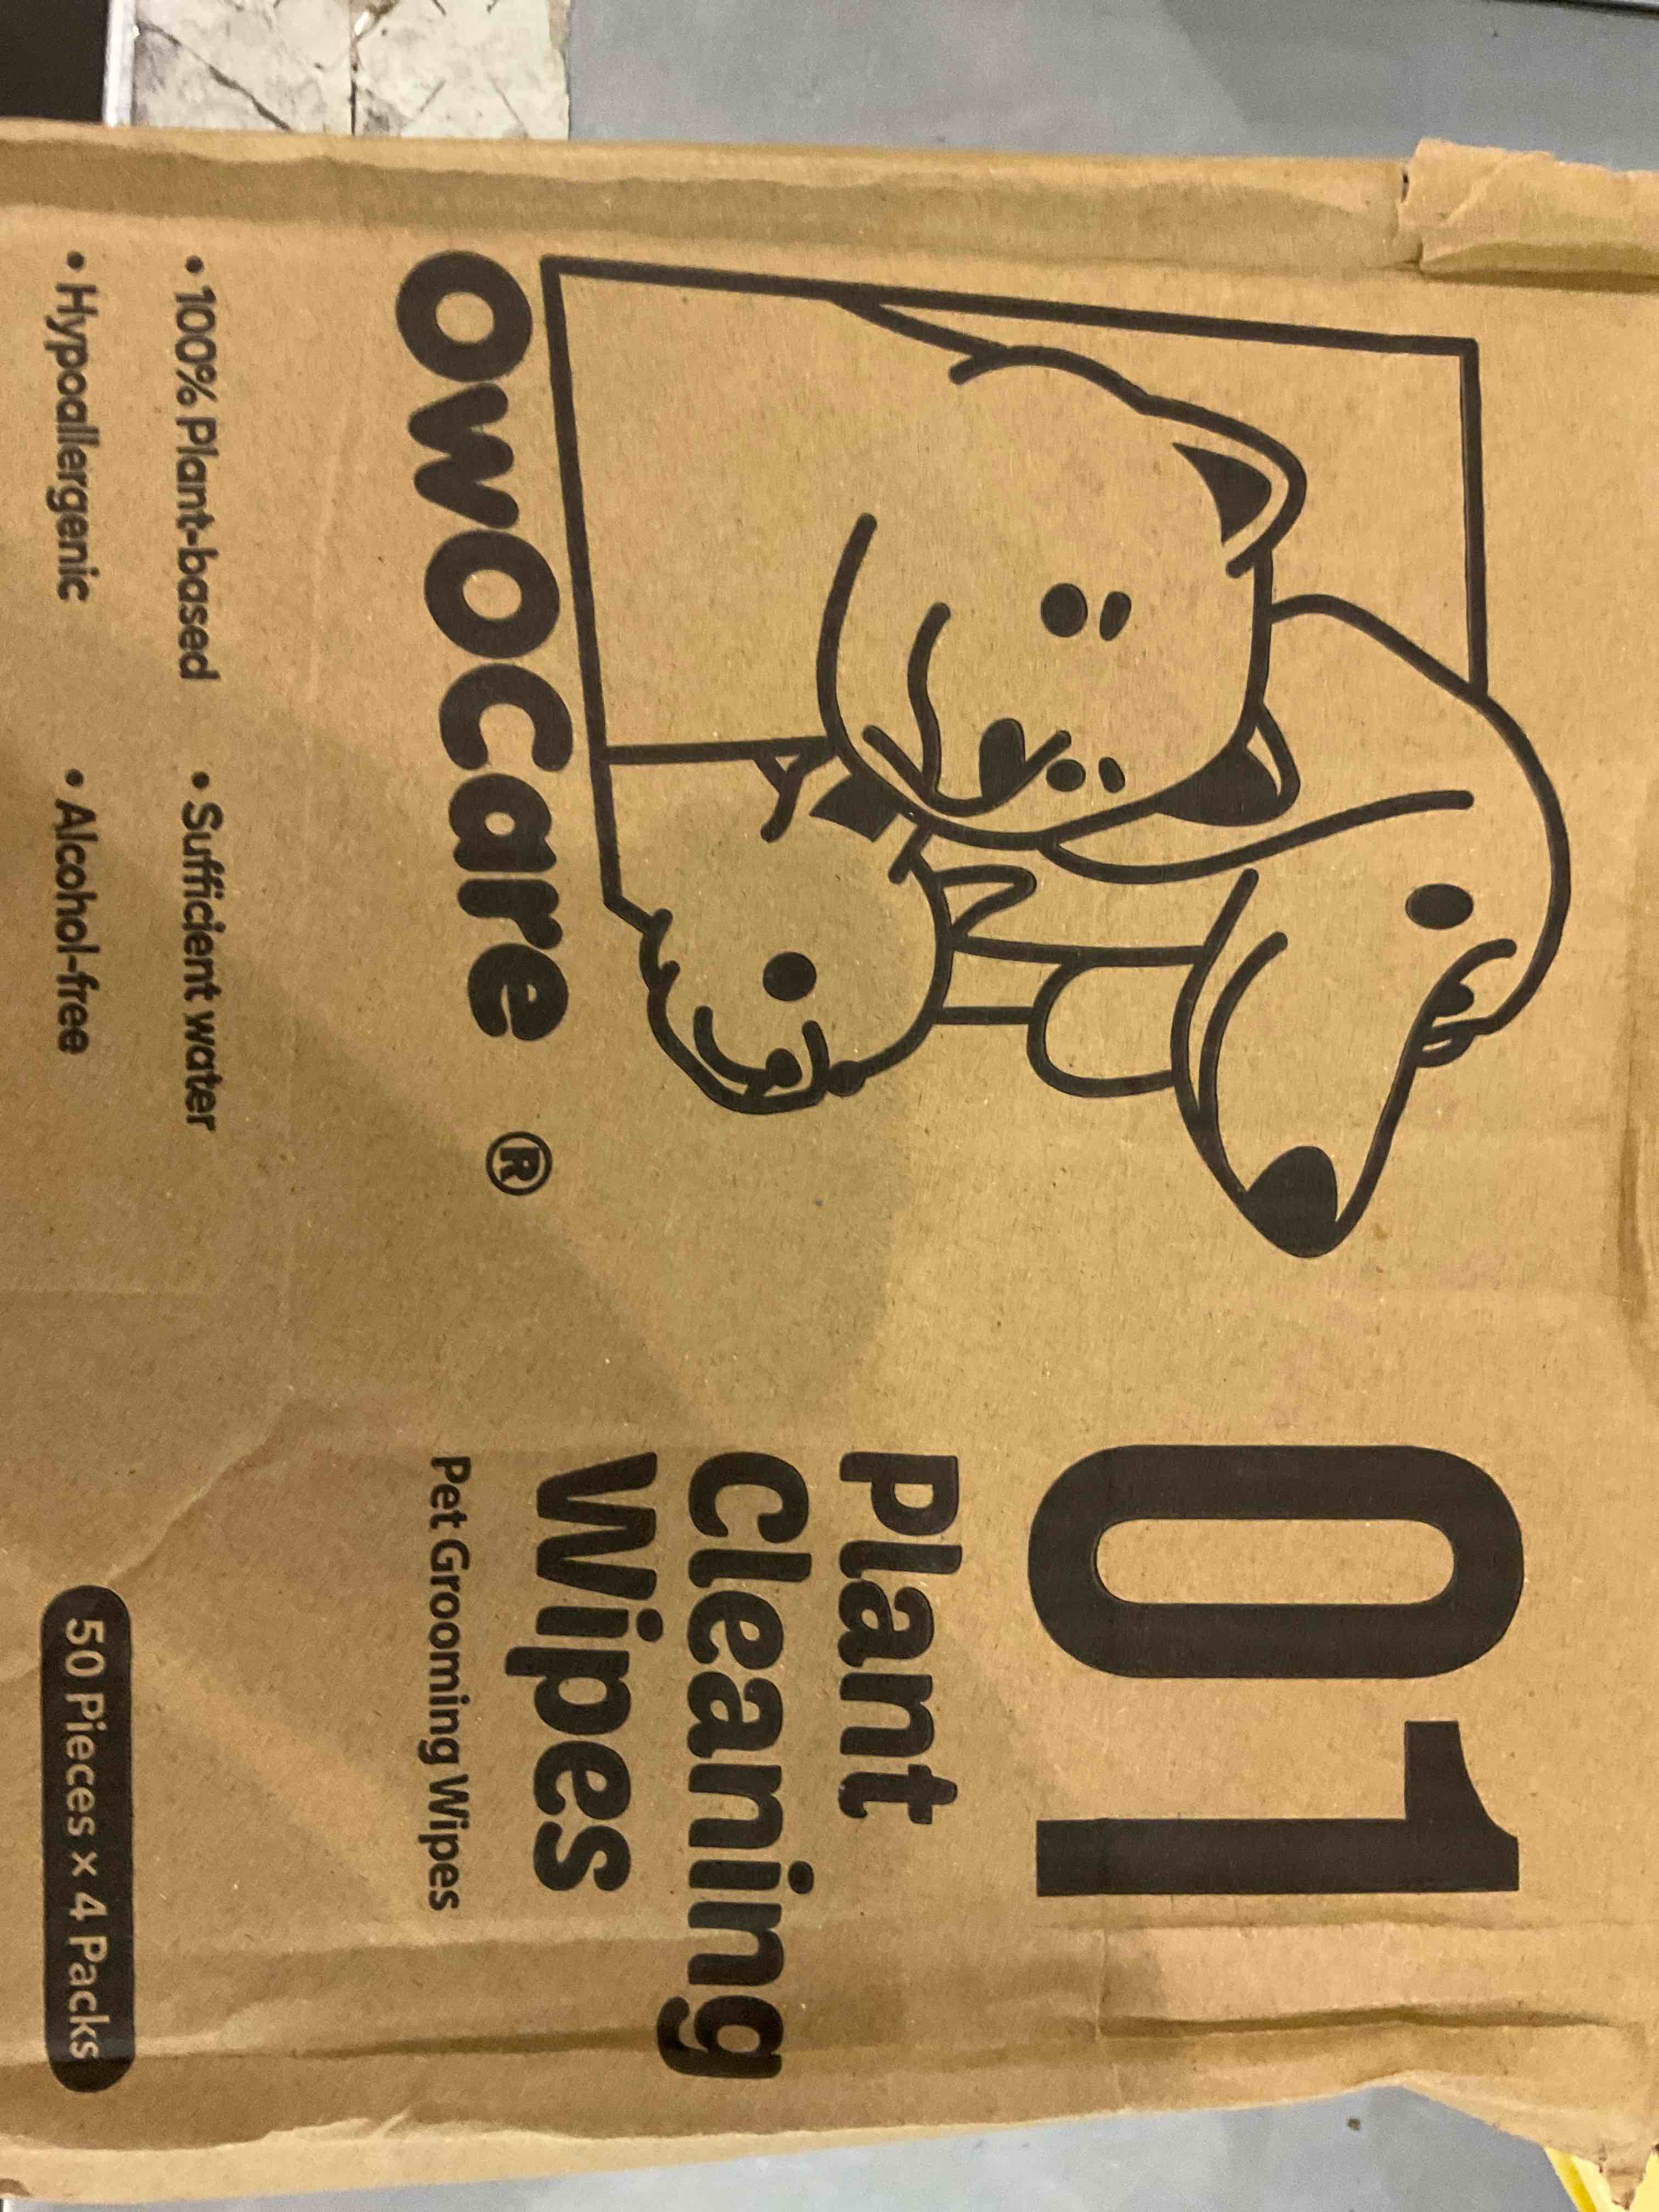 owocare ®
• 100% Plant-based • Sufficient water
• Hypoallergenic • Alcohol-free
01
Plant
Cleaning
Wipes
Pet Grooming Wipes
50 Pieces x 4 Packs